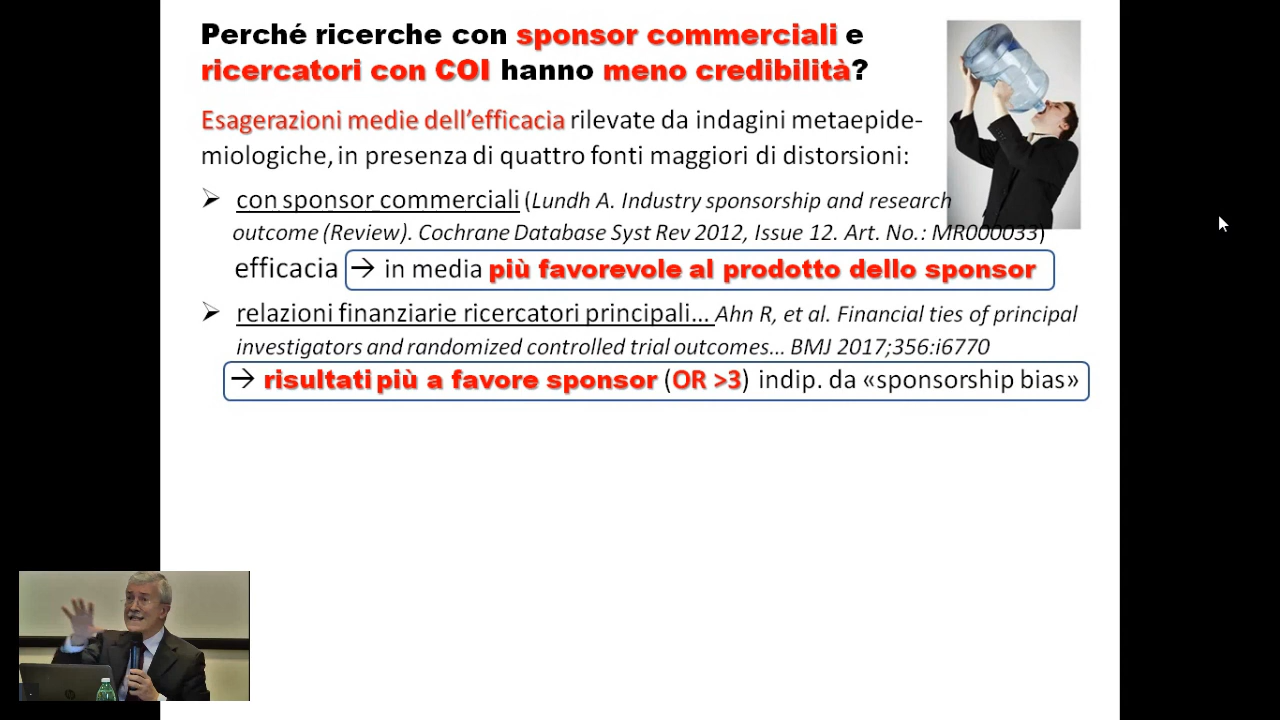 Perché ricerche con sponsor commerciali e
ricercatori con COI hanno meno credibilità?
Esagerazioni medie dell’efficacia rilevate da indagini metaepide-
miologiche, in presenza di quattro fonti maggiori di distorsioni:
➢ con sponsor commerciali (Lundh A. Industry sponsorship and research
outcome (Review). Cochrane Database Syst Rev 2012, Issue 12. Art. No.: MR000033)
efficacia → in media più favorevole al prodotto dello sponsor
➢ relazioni finanziarie ricercatori principali... Ahn R, et al. Financial ties of principal
investigators and randomized controlled trial outcomes... BMJ 2017;356:i6770
→ risultati più a favore sponsor (OR >3) indip. da «sponsorship bias»